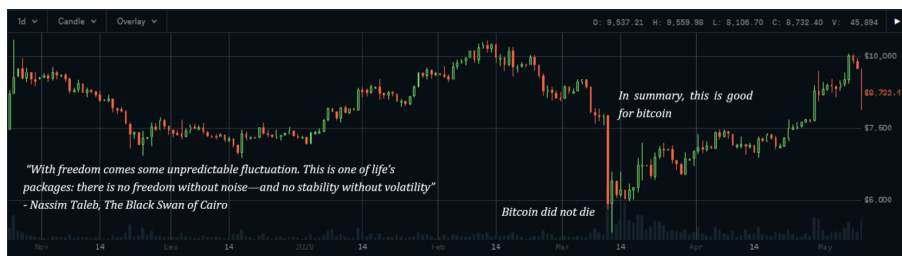 1d Candle Overlay O: 9,537.21 H: 9,559.98 L: 8,106.70 C: 8,732.40 V: 45,894
$10,000
In summary, this is good
for bitcoin
$8,732.4
$7,500
"With freedom comes some unpredictable fluctuation. This is one of life's
packages: there is no freedom without noise—and no stability without volatility"
- Nassim Taleb, The Black Swan of Cairo
Bitcoin did not die
Nov 14 Dec 14 2020 14 Feb 14 Mar 14 Apr 14 May